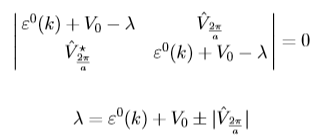 | ε⁰(k) + V₀ − λ    V̂_{2π/a} |
| V̂*_{2π/a}    ε⁰(k) + V₀ − λ | = 0
λ = ε⁰(k) + V₀ ± |V̂_{2π/a}|